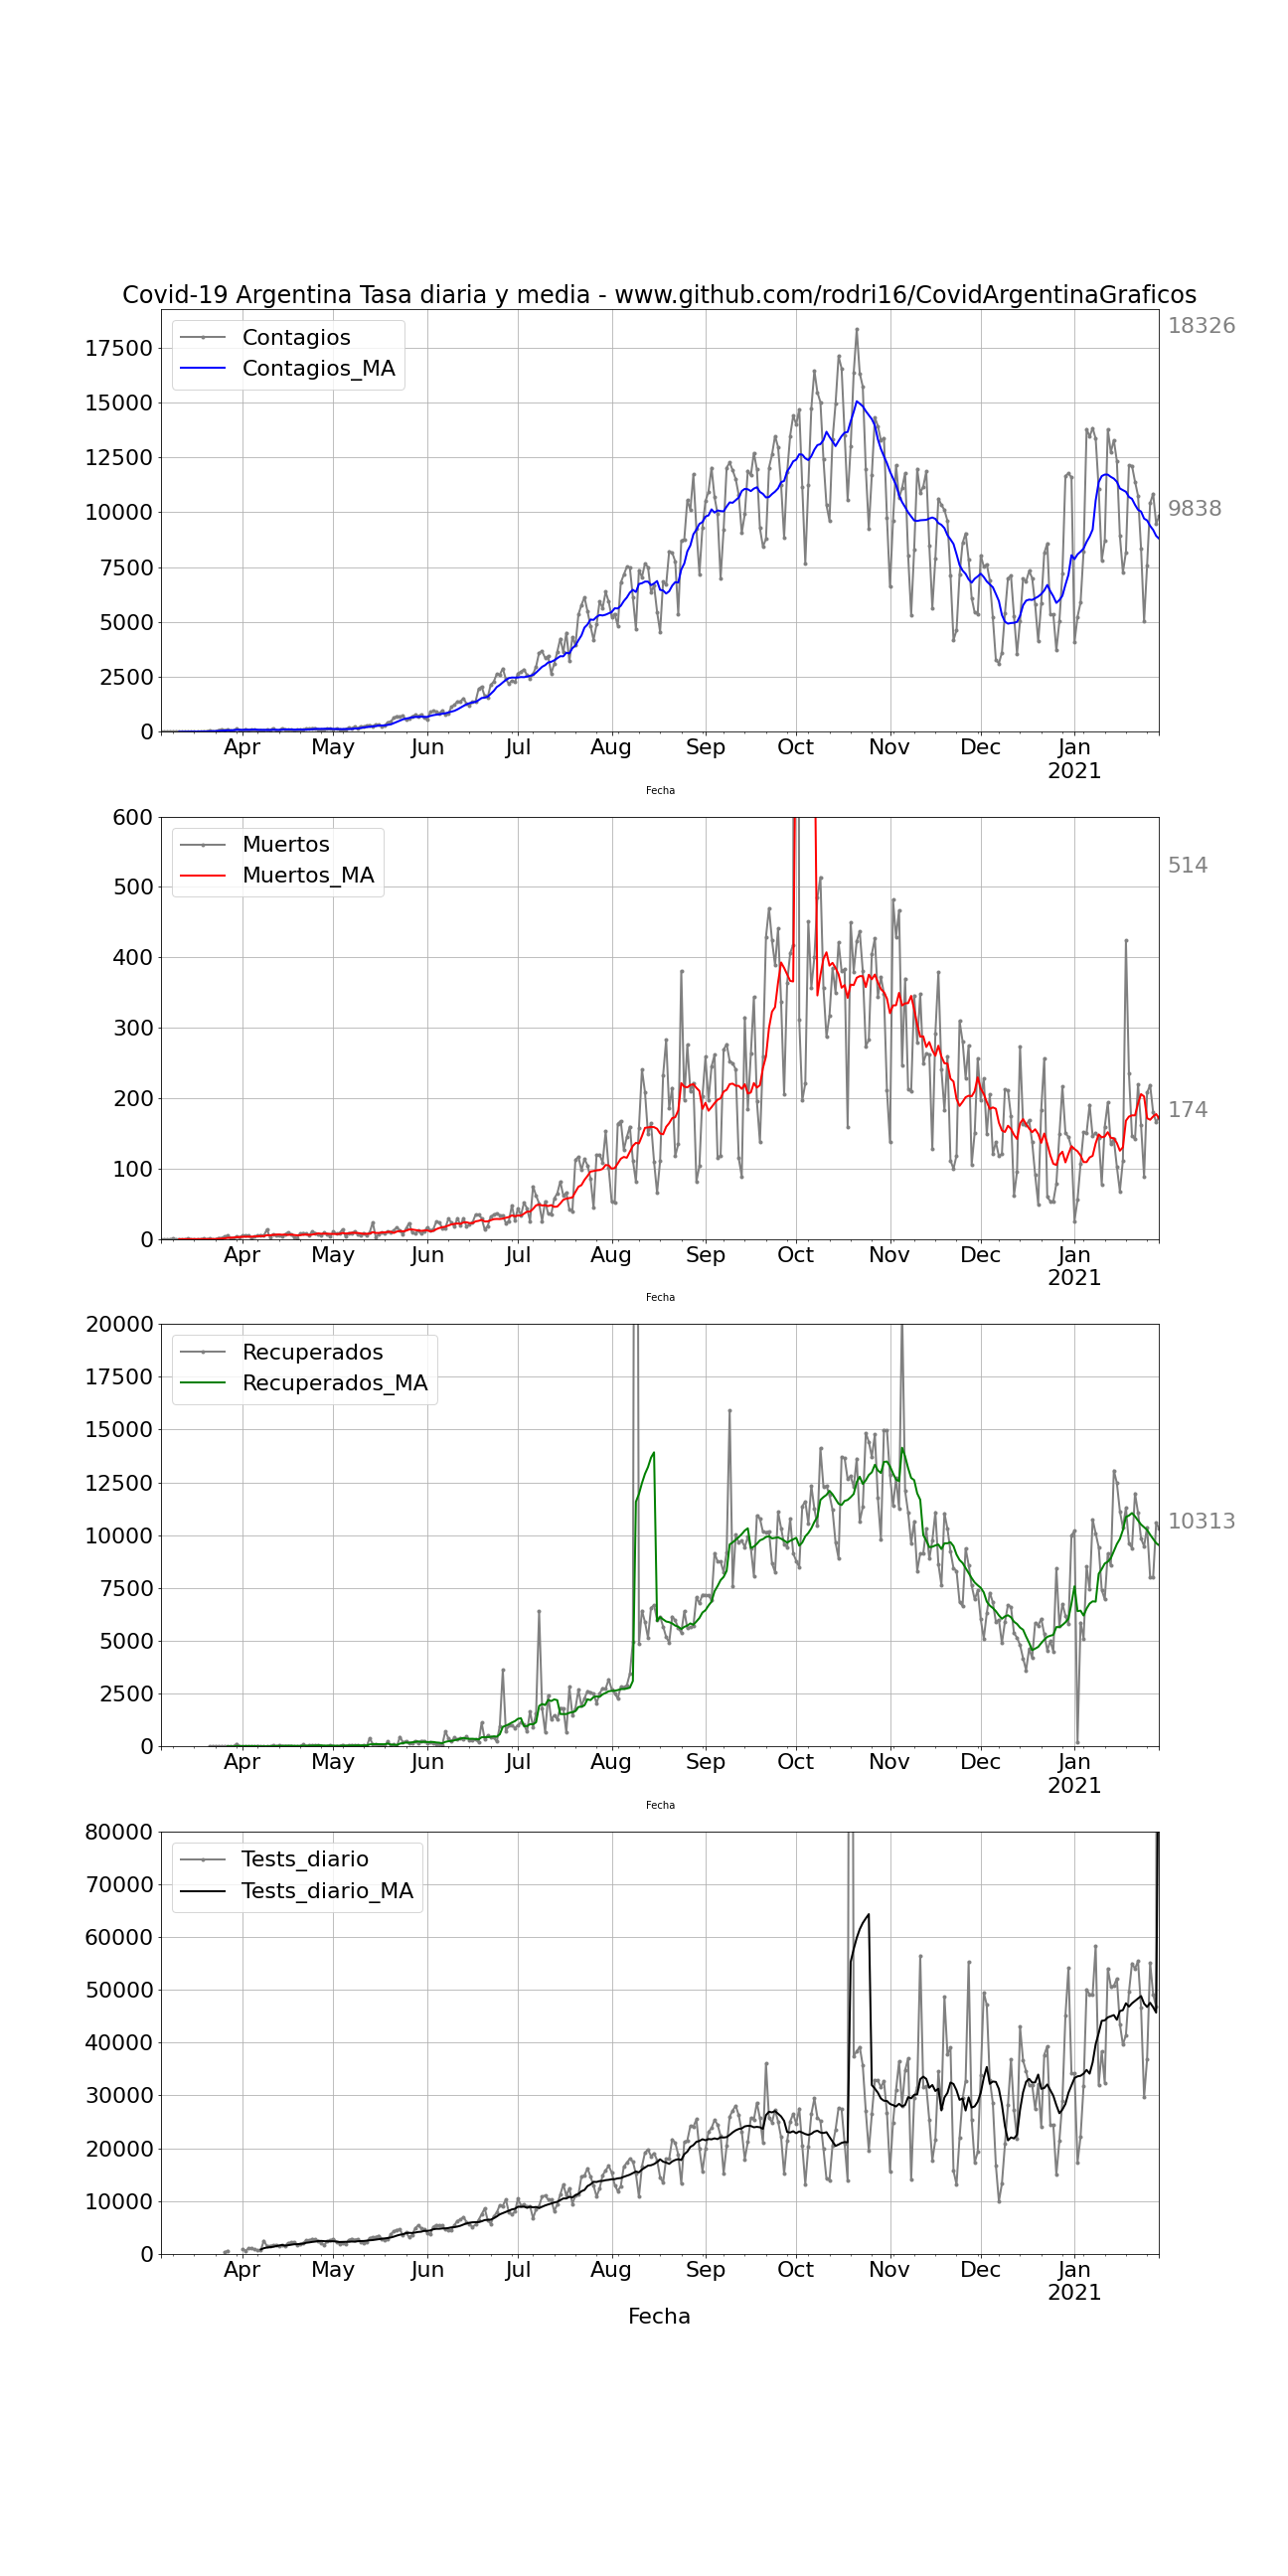 Covid-19 Argentina Tasa diaria y media - www.github.com/rodri16/CovidArgentinaGraficos
Contagios
Contagios_MA
18326
9838
17500
15000
12500
10000
7500
5000
2500
0
Apr May Jun Jul Aug Sep Oct Nov Dec Jan
2021
Fecha
Muertos
Muertos_MA
514
174
600
500
400
300
200
100
0
Apr May Jun Jul Aug Sep Oct Nov Dec Jan
2021
Fecha
Recuperados
Recuperados_MA
10313
20000
17500
15000
12500
10000
7500
5000
2500
0
Apr May Jun Jul Aug Sep Oct Nov Dec Jan
2021
Fecha
Tests_diario
Tests_diario_MA
80000
70000
60000
50000
40000
30000
20000
10000
0
Apr May Jun Jul Aug Sep Oct Nov Dec Jan
2021
Fecha